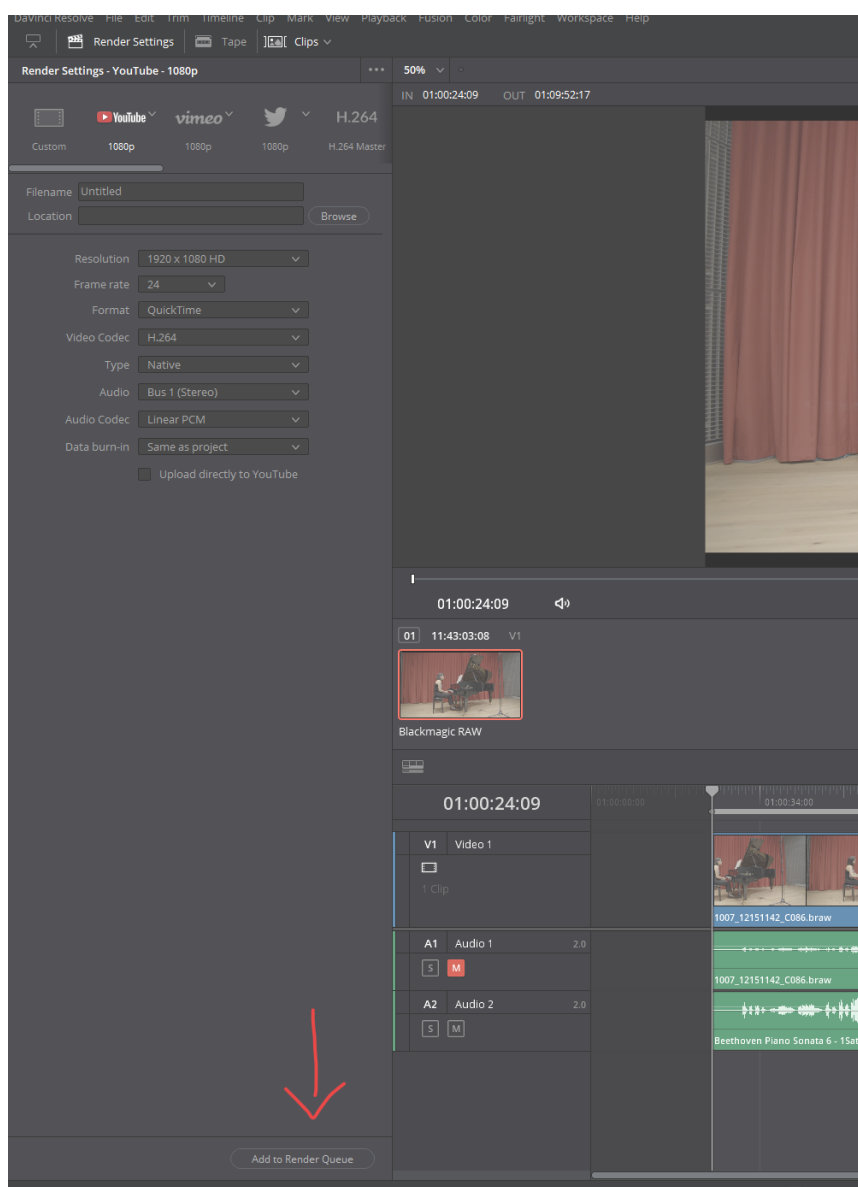 DaVinci Resolve File Edit Trim Timeline Clip Mark View Playback Fusion Color Fairlight Workspace Help
Render Settings Tape Clips
Render Settings - YouTube - 1080p
50%
IN 01:00:24:09 OUT 01:09:52:17
YouTube vimeo H.264
Custom 1080p 1080p 1080p H.264 Master
Filename Untitled
Location Browse
Resolution 1920 x 1080 HD
Frame rate 24
Format QuickTime
Video Codec H.264
Type Native
Audio Bus 1 (Stereo)
Audio Codec Linear PCM
Data burn-in Same as project
Upload directly to YouTube
01:00:24:09
01 11:43:03:08 V1
Blackmagic RAW
01:00:24:09
01:00:00:00 01:00:34:00
V1 Video 1
1 Clip
1007_12151142_C086.braw
A1 Audio 1 2.0
S M
1007_12151142_C086.braw
A2 Audio 2 2.0
S M
Beethoven Piano Sonata 6 - 1Sat
Add to Render Queue